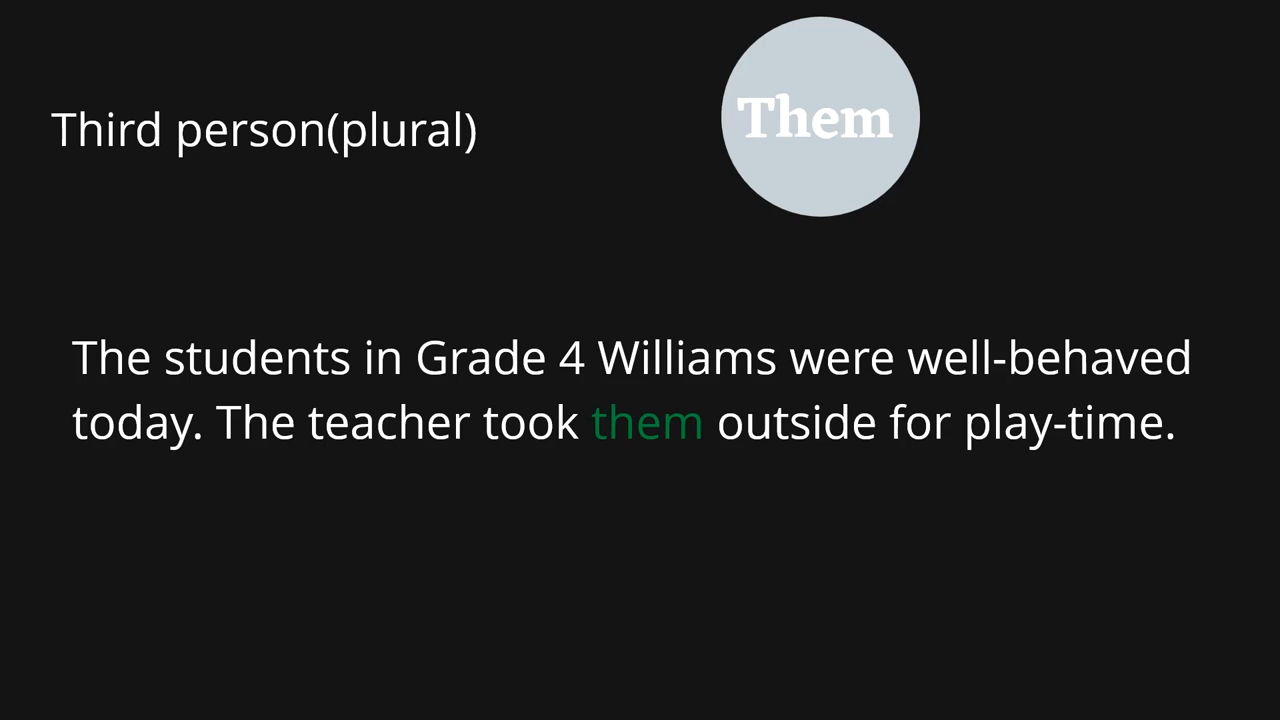 Third person(plural)
Them
The students in Grade 4 Williams were well-behaved
today. The teacher took them outside for play-time.